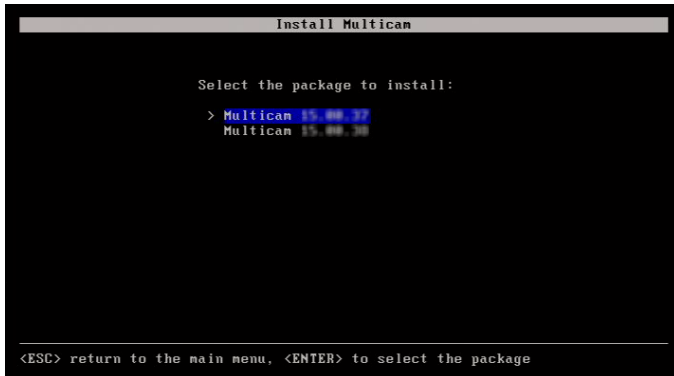 Install Multicam
Select the package to install:
> Multicam
Multicam
<ESC> return to the main menu, <ENTER> to select the package